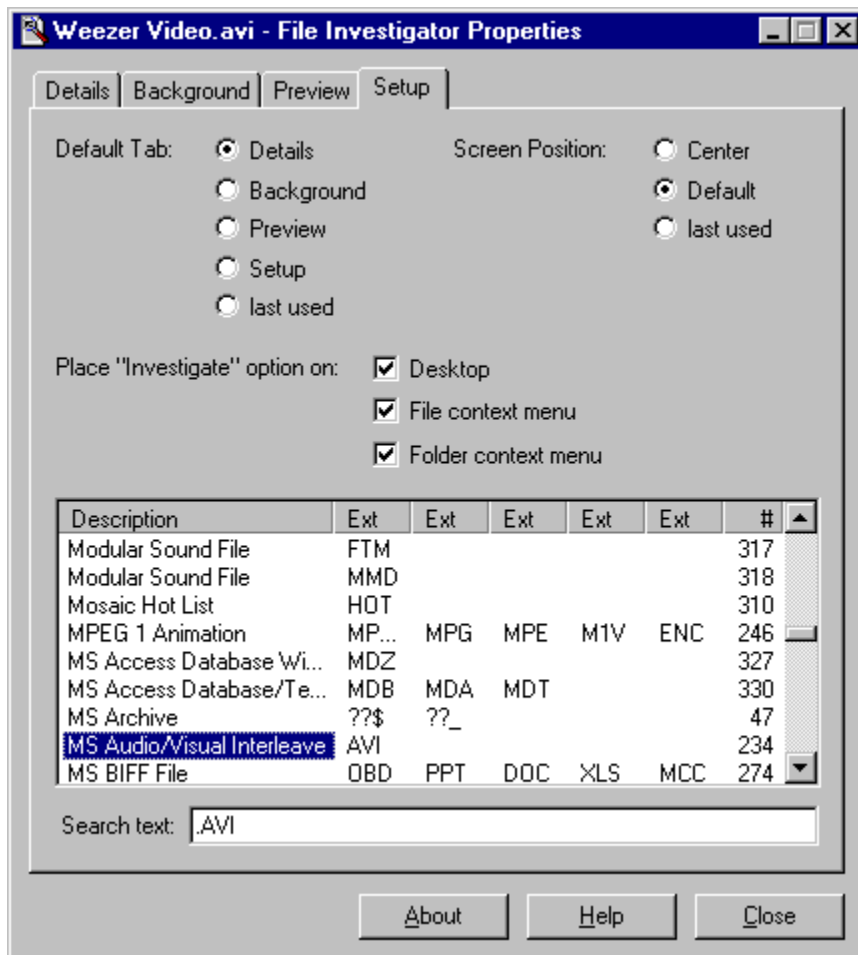 Weezer Video.avi - File Investigator Properties
Details Background Preview Setup
Default Tab: Details Screen Position: Center
Background Default
Preview last used
Setup
last used
Place "Investigate" option on: Desktop
File context menu
Folder context menu
Description Ext Ext Ext Ext Ext #
Modular Sound File FTM 317
Modular Sound File MMD 318
Mosaic Hot List HOT 310
MPEG 1 Animation MP... MPG MPE M1V ENC 246
MS Access Database Wi... MDZ 327
MS Access Database/Te... MDB MDA MDT 330
MS Archive ??$ ??_ 47
MS Audio/Visual Interleave AVI 234
MS BIFF File OBD PPT DOC XLS MCC 274
Search text: .AVI
About Help Close